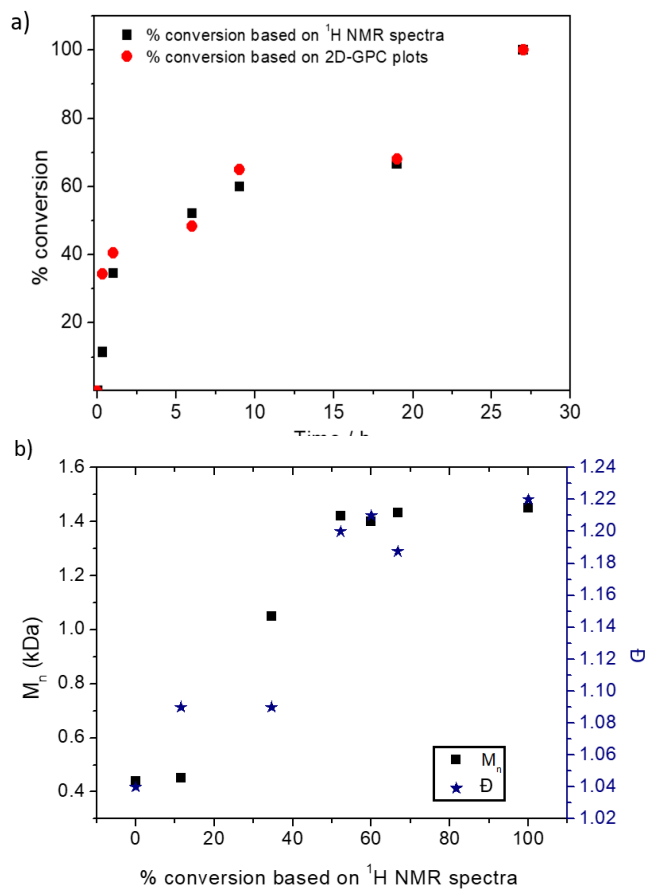 a)
% conversion based on ¹H NMR spectra
% conversion based on 2D-GPC plots
% conversion
100
80
60
40
20
0 5 10 15 20 25 30
Time / h
b)
1.6
1.4
1.2
1.0
0.8
0.6
0.4
Mₙ (kDa)
1.24
1.22
1.20
1.18
1.16
1.14
1.12
1.10
1.08
1.06
1.04
1.02
Đ
Mₙ
Đ
0 20 40 60 80 100
% conversion based on ¹H NMR spectra